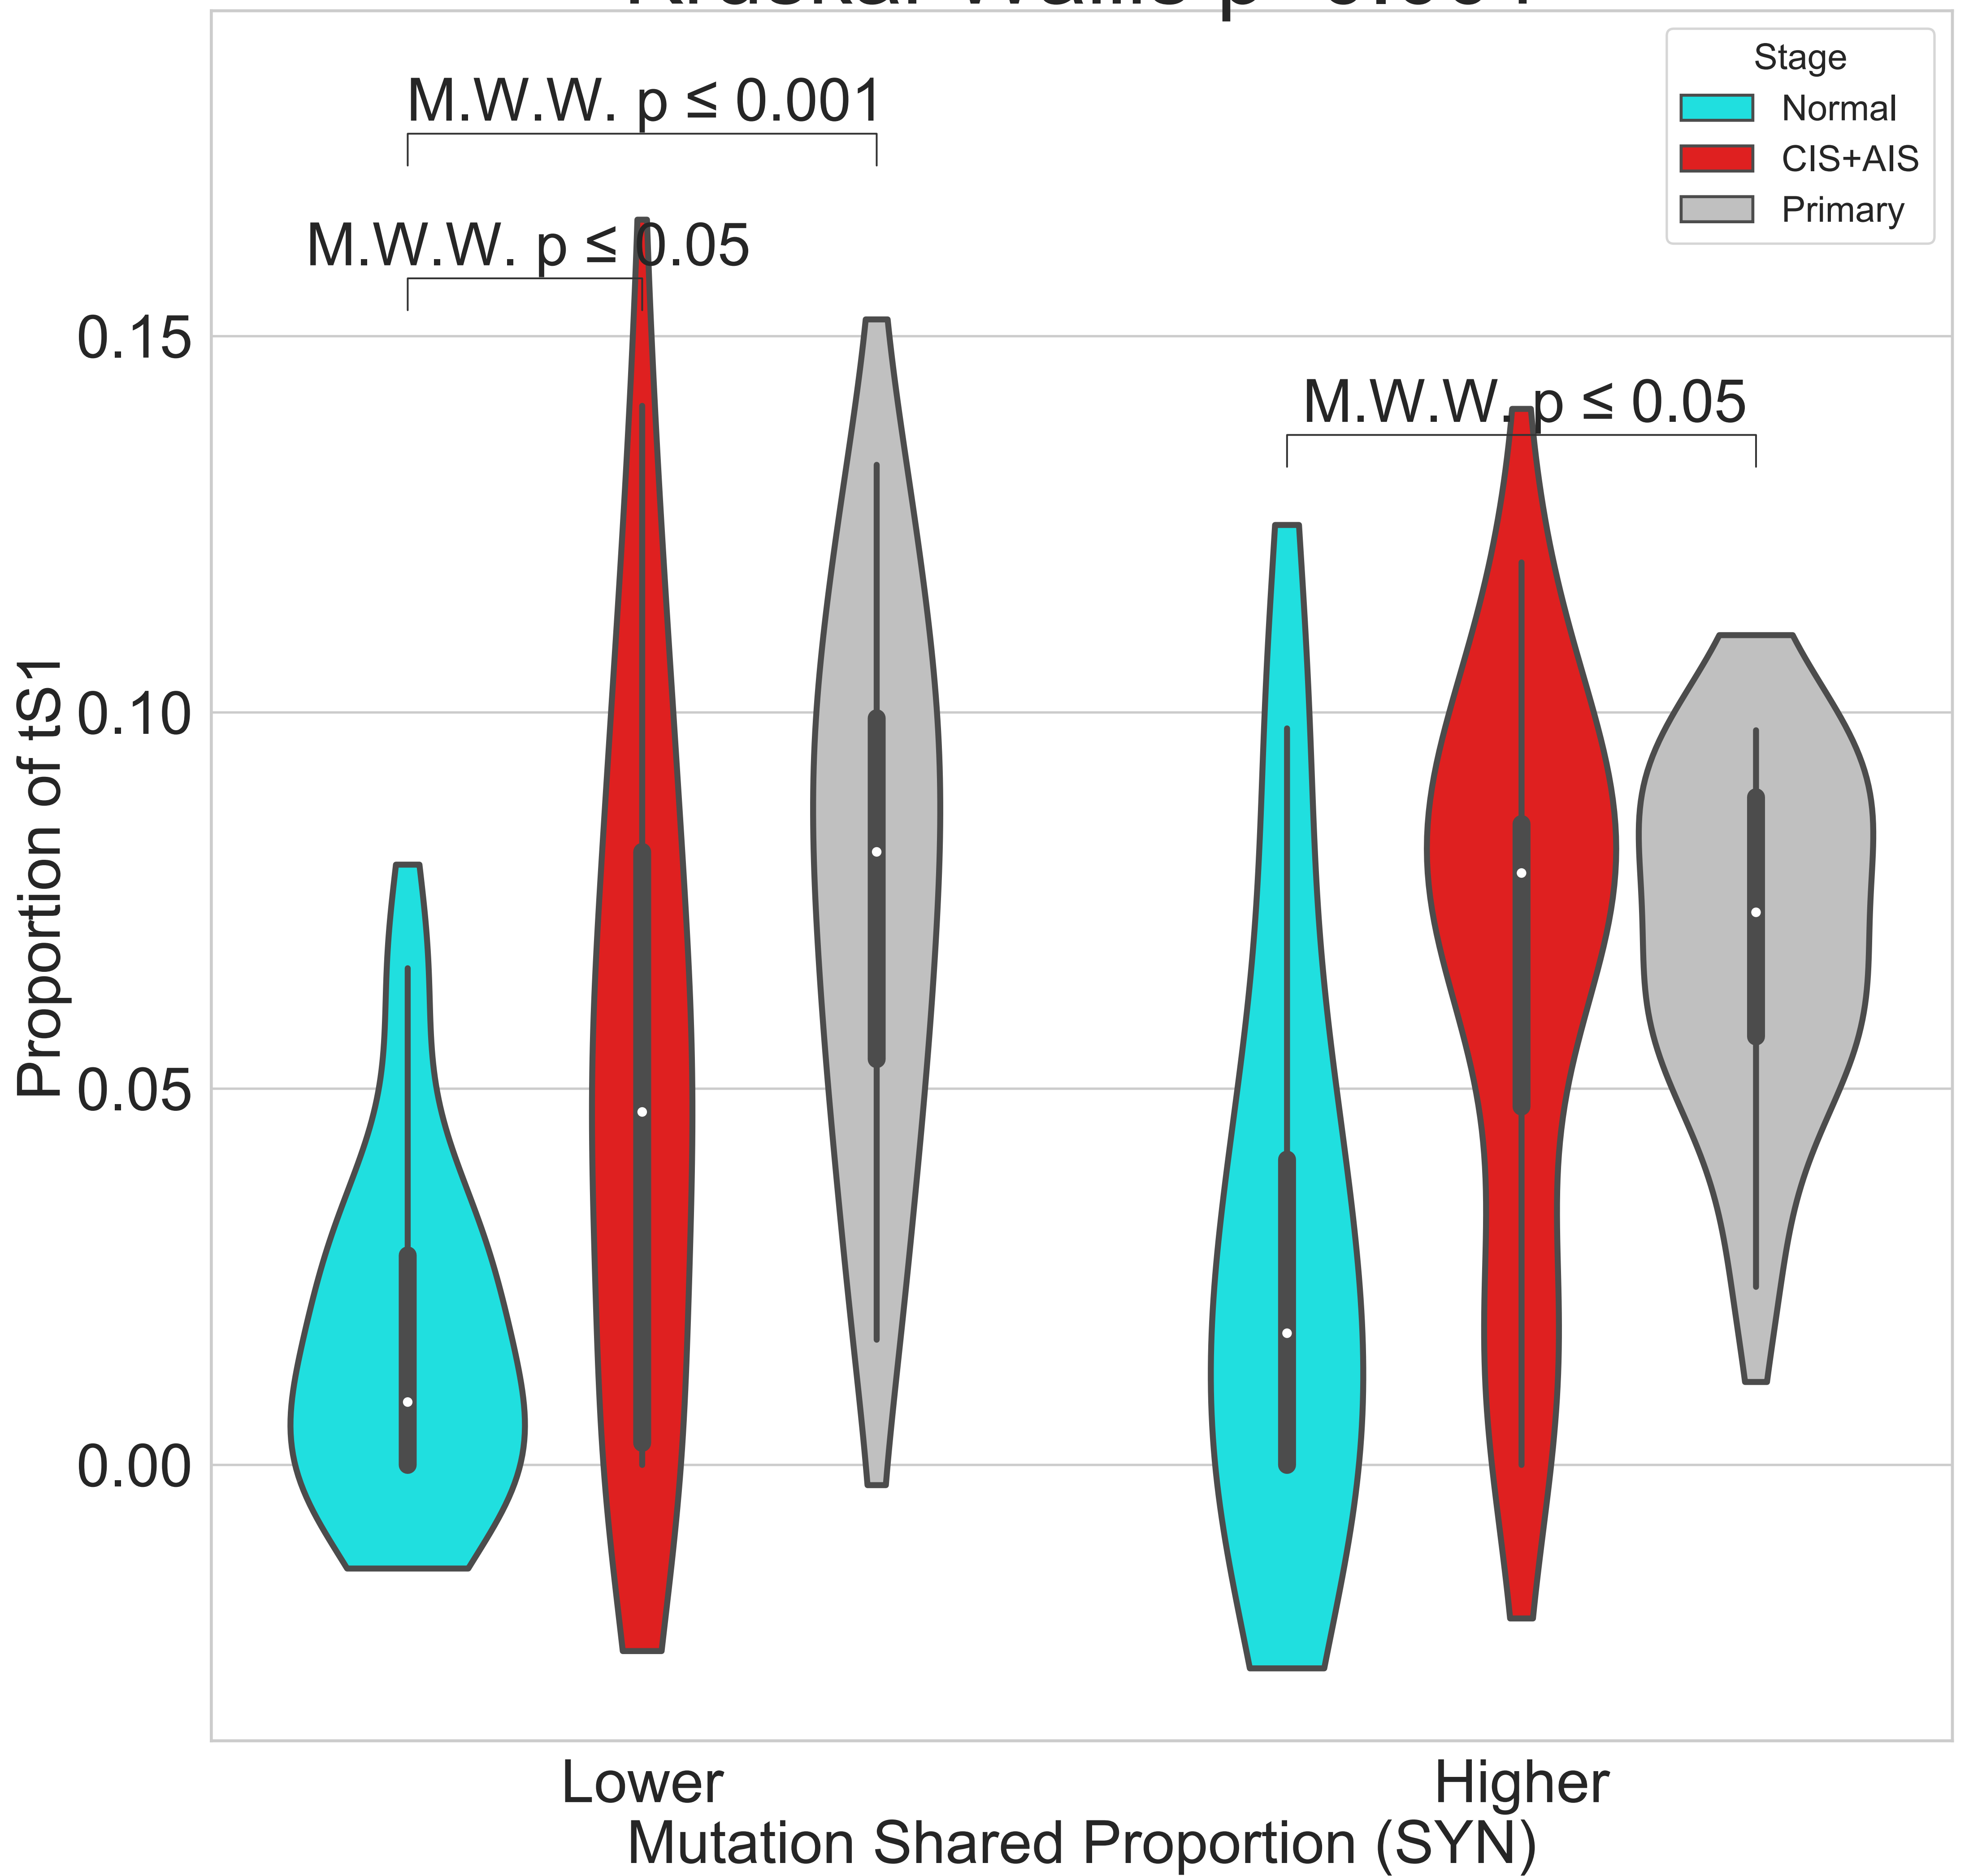 Stage
Normal
CIS+AIS
Primary
M.W.W. p ≤ 0.001
M.W.W. p ≤ 0.05
M.W.W. p ≤ 0.05
Proportion of tS1
0.15
0.10
0.05
0.00
Lower
Higher
Mutation Shared Proportion (SYN)